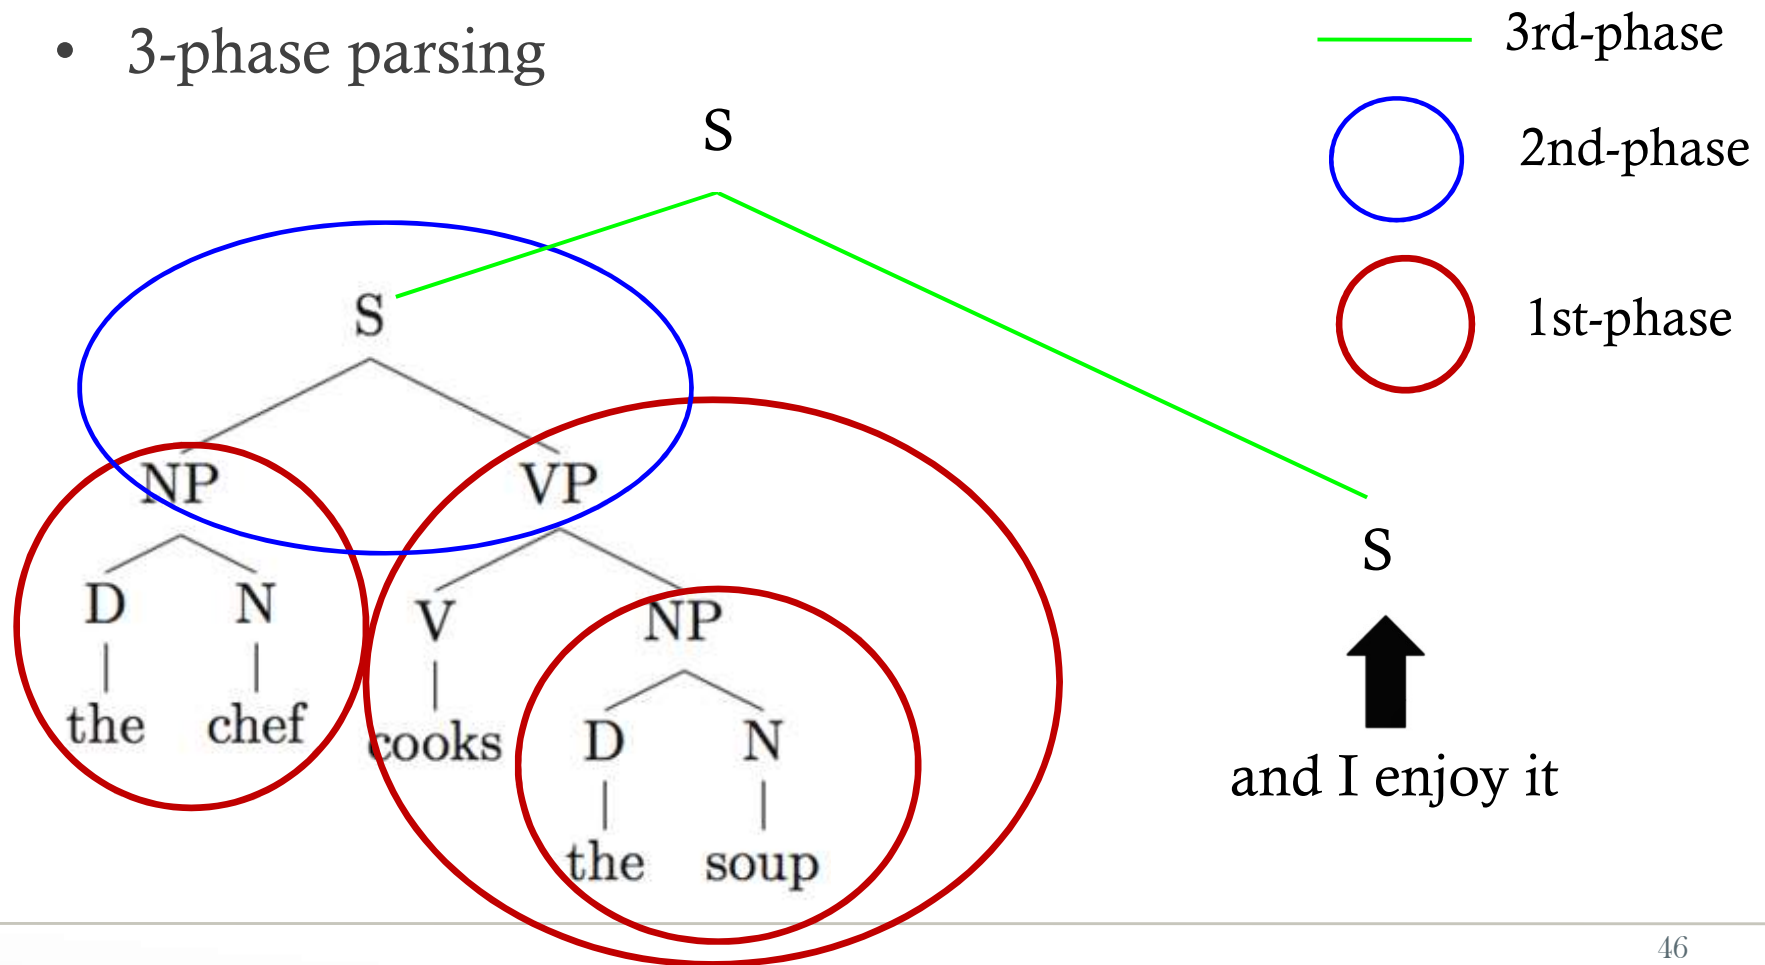 • 3-phase parsing
3rd-phase
2nd-phase
1st-phase
S
S
NP VP
D N V NP
the chef cooks D N
the soup
S
and I enjoy it
46